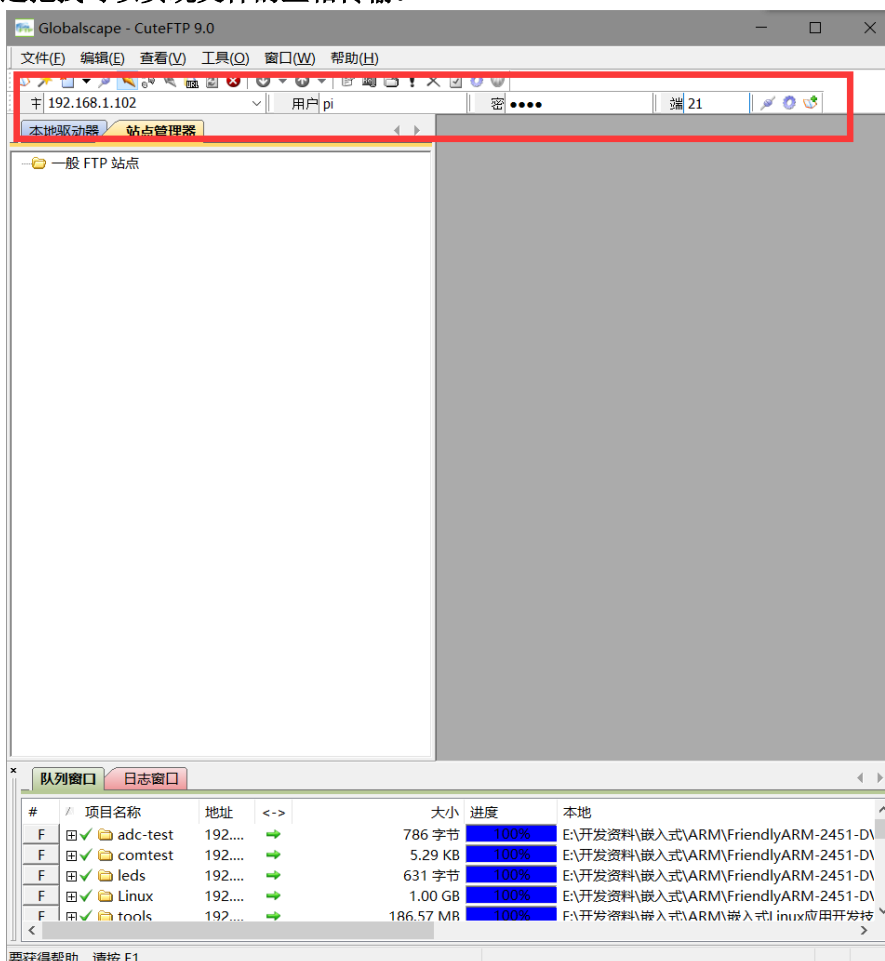 Globalscape - CuteFTP 9.0
文件(F) 编辑(E) 查看(V) 工具(O) 窗口(W) 帮助(H)
192.168.1.102 用户 pi 密 ●●●● 端 21
本地驱动器 站点管理器
一般 FTP 站点
队列窗口 日志窗口
# 项目名称 地址 <-> 大小 进度 本地
F adc-test 192.... 786 字节 100% E:\开发资料\嵌入式\ARM\FriendlyARM-2451-D\
F comtest 192.... 5.29 KB 100% E:\开发资料\嵌入式\ARM\FriendlyARM-2451-D\
F leds 192.... 631 字节 100% E:\开发资料\嵌入式\ARM\FriendlyARM-2451-D\
F Linux 192.... 1.00 GB 100% E:\开发资料\嵌入式\ARM\FriendlyARM-2451-D\
F tools 192.... 186.57 MB 100% E:\开发资料\嵌入式\ARM\嵌入式Linux应用开发技
要获得帮助，请按 F1